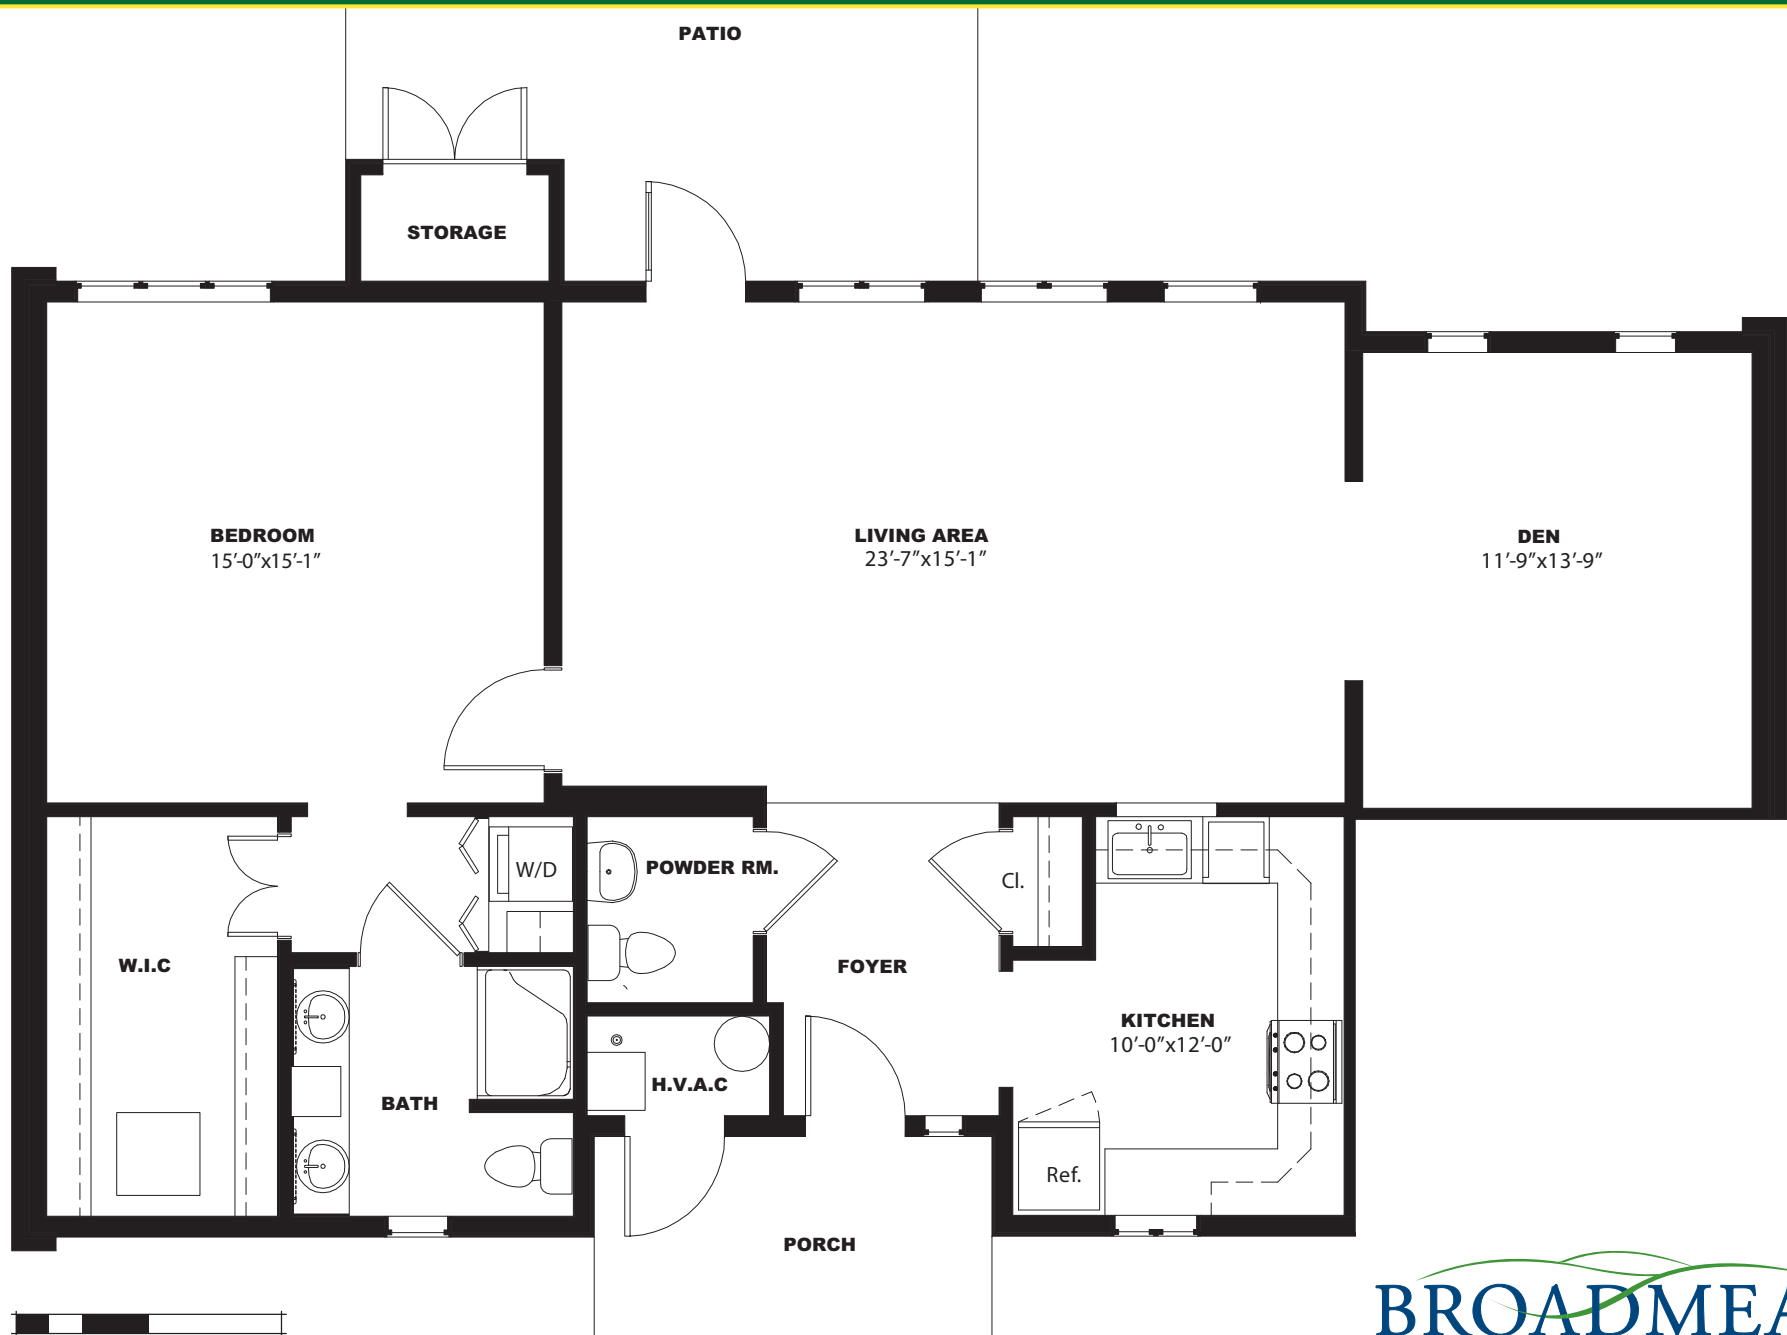 PATIO
STORAGE
BEDROOM
15'-0"x15'-1"
LIVING AREA
23'-7"x15'-1"
DEN
11'-9"x13'-9"
W/D
POWDER RM.
Cl.
W.I.C
FOYER
KITCHEN
10'-0"x12'-0"
H.V.A.C
BATH
Ref.
PORCH
BROADMEA